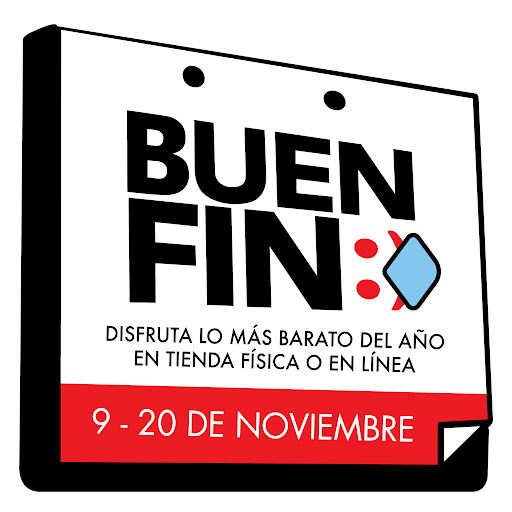 BUEN
FIN:)
DISFRUTA LO MÁS BARATO DEL AÑO
EN TIENDA FÍSICA O EN LÍNEA
9 - 20 DE NOVIEMBRE